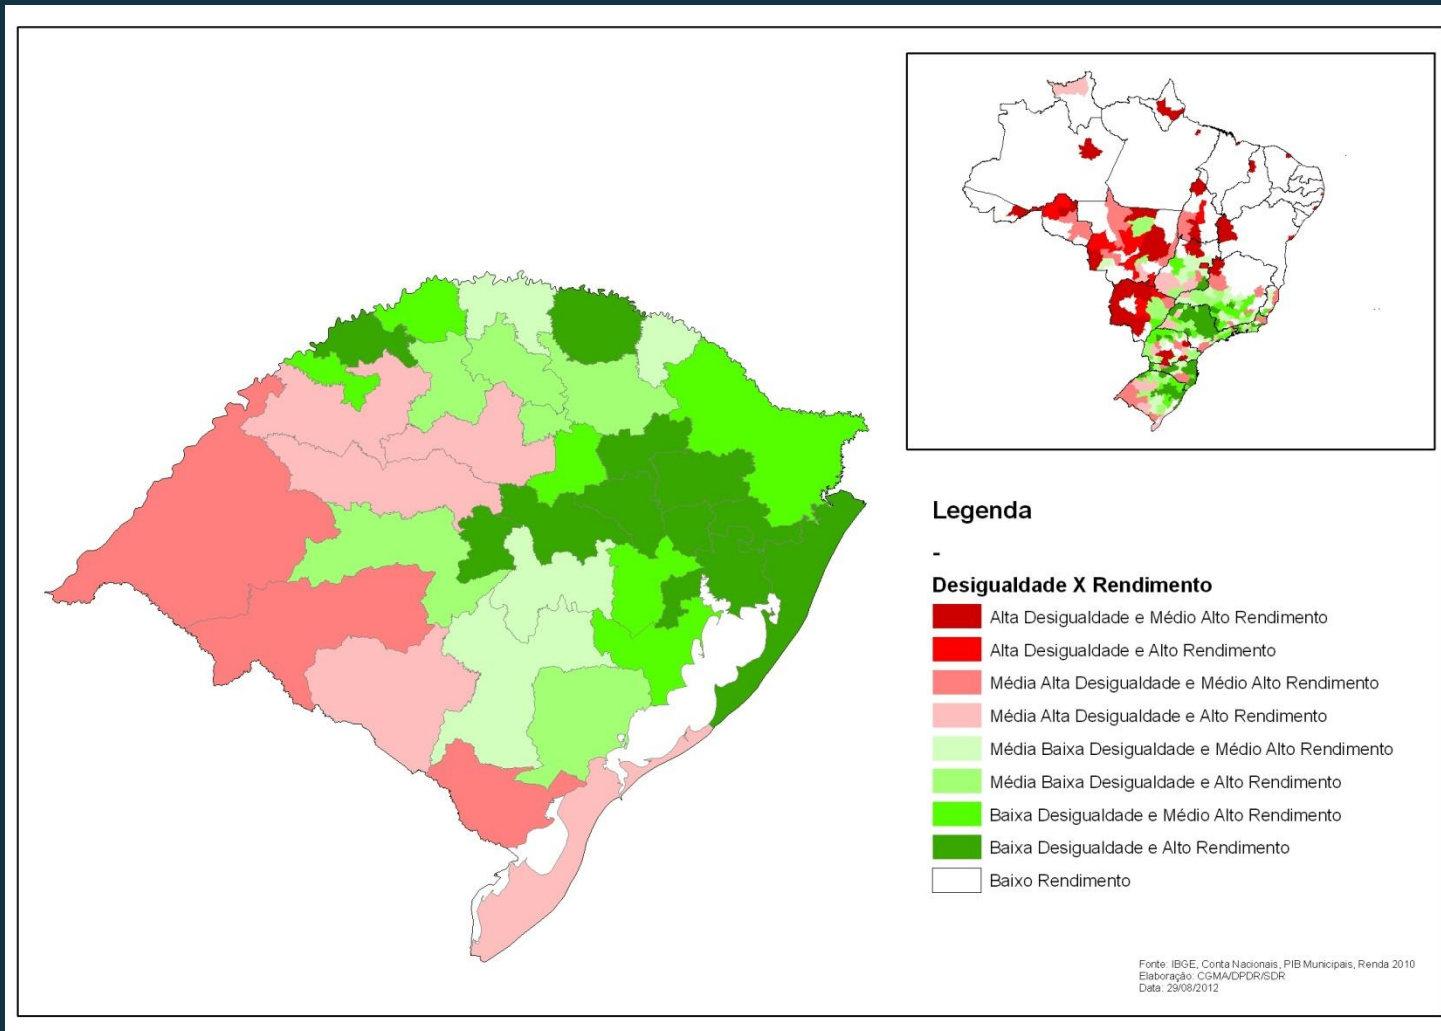 Legenda
-
Desigualdade X Rendimento
Alta Desigualdade e Médio Alto Rendimento
Alta Desigualdade e Alto Rendimento
Média Alta Desigualdade e Médio Alto Rendimento
Média Alta Desigualdade e Alto Rendimento
Média Baixa Desigualdade e Médio Alto Rendimento
Média Baixa Desigualdade e Alto Rendimento
Baixa Desigualdade e Médio Alto Rendimento
Baixa Desigualdade e Alto Rendimento
Baixo Rendimento
Fonte: IBGE, Conta Nacionais, PIB Municipais, Renda 2010
Elaboração: CGMA/DPDR/SDR
Data: 29/08/2012